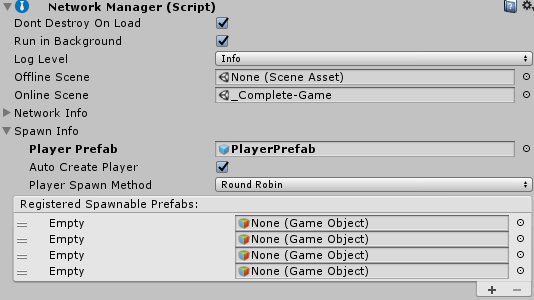 Network Manager (Script)
Dont Destroy On Load
Run in Background
Log Level Info
Offline Scene None (Scene Asset)
Online Scene _Complete-Game
Network Info
Spawn Info
Player Prefab PlayerPrefab
Auto Create Player
Player Spawn Method Round Robin
Registered Spawnable Prefabs:
Empty None (Game Object)
Empty None (Game Object)
Empty None (Game Object)
Empty None (Game Object)